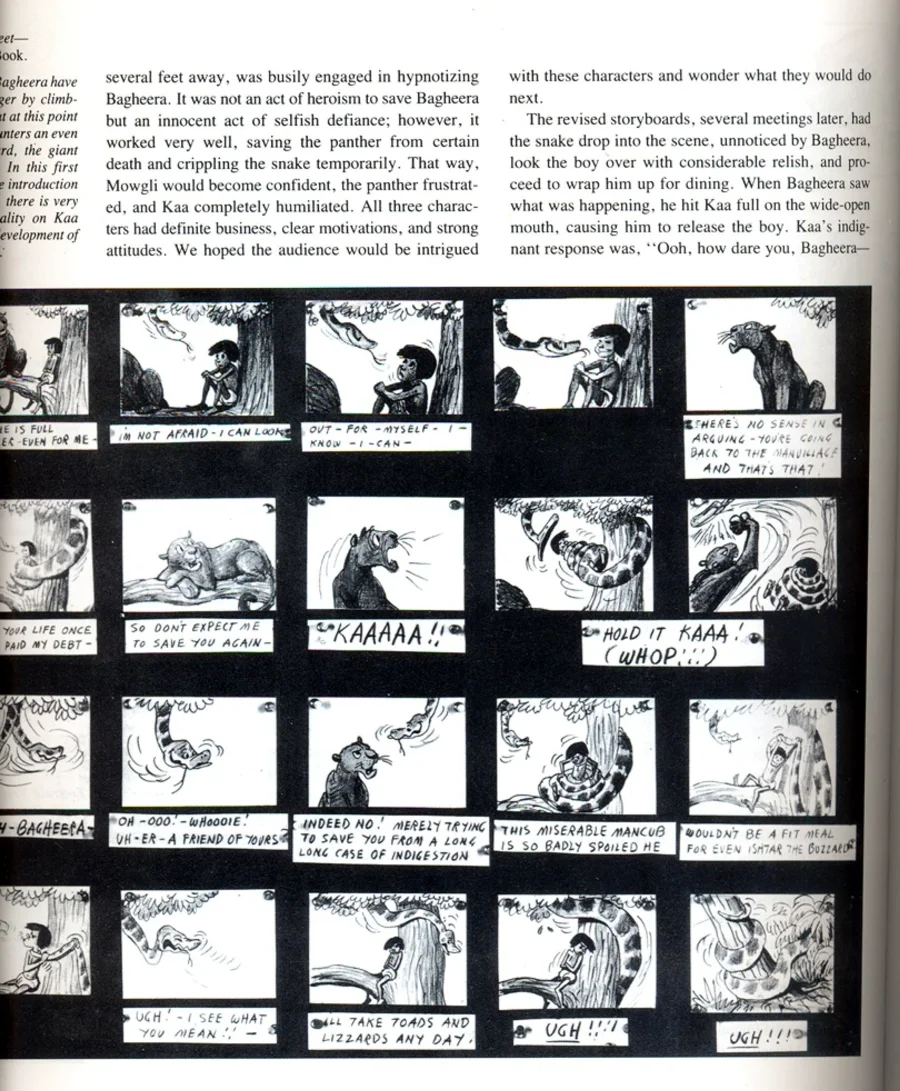 eet—
ook.
Bagheera have
ger by climb-
t at this point
unters an even
rd, the giant
In this first
e introduction
there is very
ality on Kaa
evelopment of
several feet away, was busily engaged in hypnotizing
Bagheera. It was not an act of heroism to save Bagheera
but an innocent act of selfish defiance; however, it
worked very well, saving the panther from certain
death and crippling the snake temporarily. That way,
Mowgli would become confident, the panther frustrat-
ed, and Kaa completely humiliated. All three charac-
ters had definite business, clear motivations, and strong
attitudes. We hoped the audience would be intrigued
with these characters and wonder what they would do
next.
The revised storyboards, several meetings later, had
the snake drop into the scene, unnoticed by Bagheera,
look the boy over with considerable relish, and pro-
ceed to wrap him up for dining. When Bagheera saw
what was happening, he hit Kaa full on the wide-open
mouth, causing him to release the boy. Kaa's indig-
nant response was, “Ooh, how dare you, Bagheera—
E IS FULL
ER-EVEN FOR ME-
I'M NOT AFRAID-I CAN LOOK
OUT-FOR-MYSELF-I-
KNOW-I-CAN-
THERE'S NO SENSE IN
ARGUING-YOU'RE GOING
BACK TO THE MANVILLAGE
AND THAT'S THAT!
YOUR LIFE ONCE
PAID MY DEBT-
SO DON'T EXPECT ME
TO SAVE YOU AGAIN-
KAAAAA!!
HOLD IT KAAA!
(WHOP!!!)
H-BAGHEERA-
OH-OOO!-WHOOOIE!
UH-ER-A FRIEND OF YOURS?
INDEED NO! MERELY TRYING
TO SAVE YOU FROM A LONG
LONG CASE OF INDIGESTION
THIS MISERABLE MANCUB
IS SO BADLY SPOILED HE
WOULDN'T BE A FIT MEAL
FOR EVEN ISHTAR THE BUZZARD
UGH!-I SEE WHAT
YOU MEAN!!-
I'LL TAKE TOADS AND
LIZZARDS ANY DAY.
UGH!!!!
UGH!!!